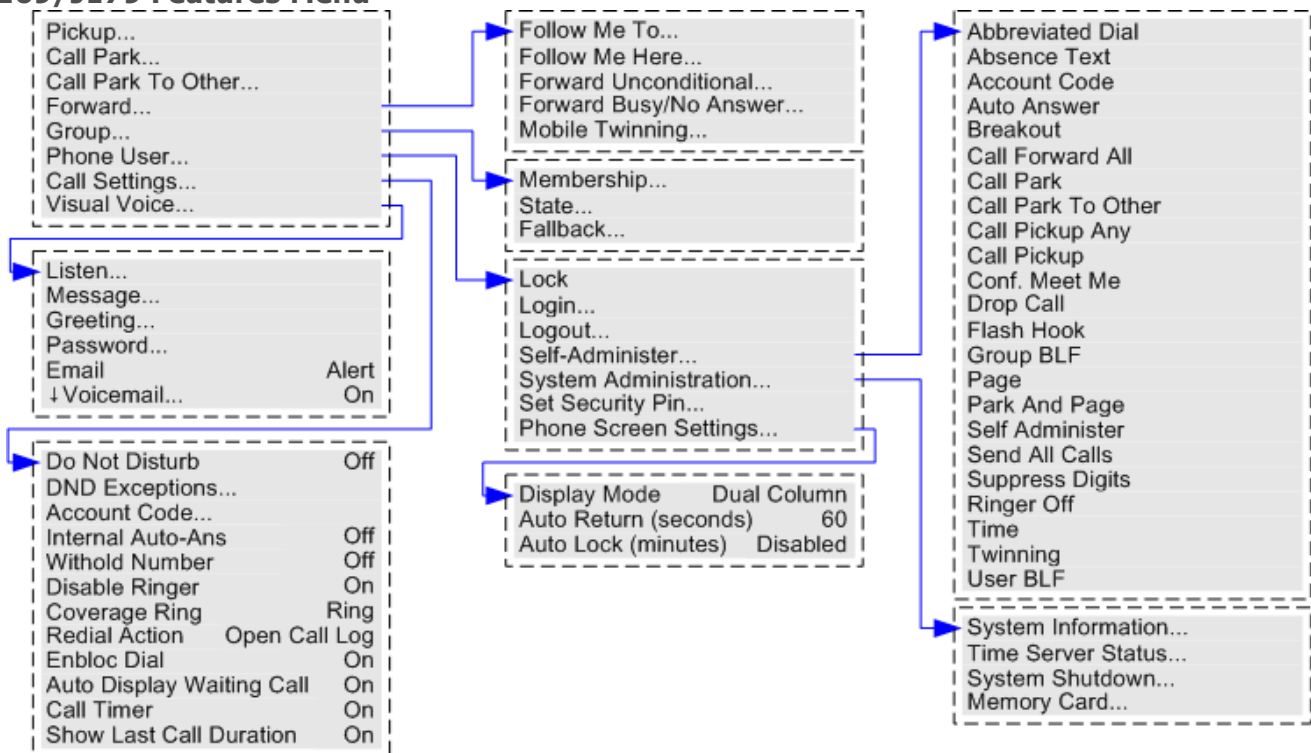 Features Menu
Pickup...
Call Park...
Call Park To Other...
Forward...
Group...
Phone User...
Call Settings...
Visual Voice...
Listen...
Message...
Greeting...
Password...
Email Alert
↓Voicemail... On
Do Not Disturb Off
DND Exceptions...
Account Code...
Internal Auto-Ans Off
Withold Number Off
Disable Ringer On
Coverage Ring Ring
Redial Action Open Call Log
Enbloc Dial On
Auto Display Waiting Call On
Call Timer On
Show Last Call Duration On
Follow Me To...
Follow Me Here...
Forward Unconditional...
Forward Busy/No Answer...
Mobile Twinning...
Membership...
State...
Fallback...
Lock
Login...
Logout...
Self-Administer...
System Administration...
Set Security Pin...
Phone Screen Settings...
Display Mode Dual Column
Auto Return (seconds) 60
Auto Lock (minutes) Disabled
Abbreviated Dial
Absence Text
Account Code
Auto Answer
Breakout
Call Forward All
Call Park
Call Park To Other
Call Pickup Any
Call Pickup
Conf. Meet Me
Drop Call
Flash Hook
Group BLF
Page
Park And Page
Self Administer
Send All Calls
Suppress Digits
Ringer Off
Time
Twinning
User BLF
System Information...
Time Server Status...
System Shutdown...
Memory Card...